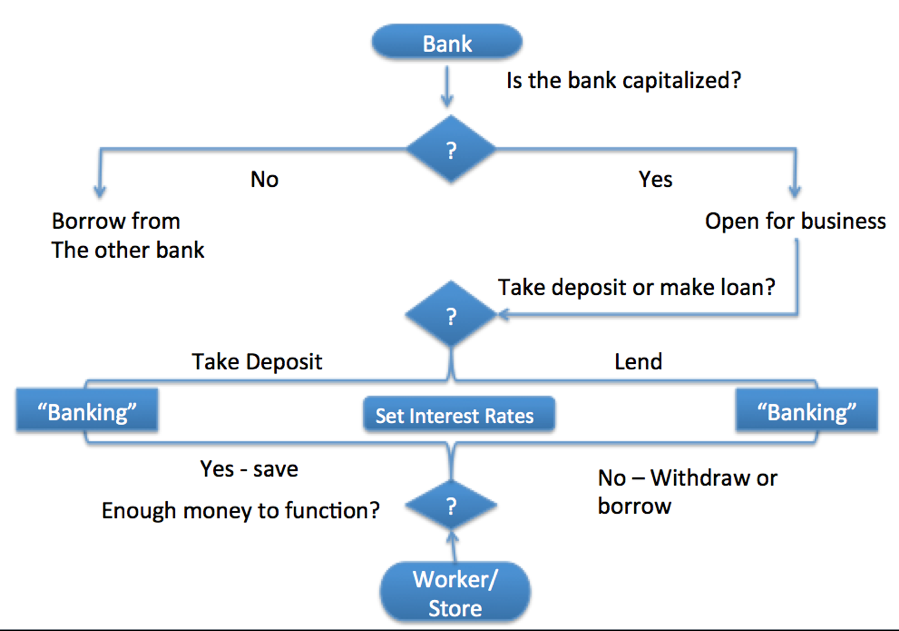 Bank
Is the bank capitalized?
?
No
Yes
Borrow from
The other bank
Open for business
Take deposit or make loan?
?
Take Deposit
Lend
“Banking”
Set Interest Rates
“Banking”
Yes - save
No – Withdraw or
borrow
Enough money to function?
?
Worker/
Store